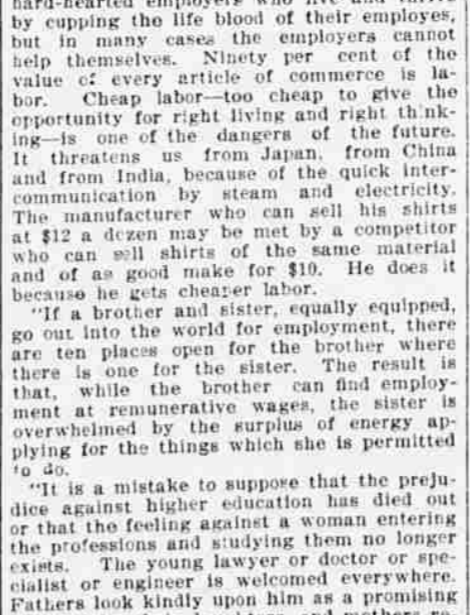 hard-hearted employers who live and thrive
by cupping the life blood of their employes,
but in many cases the employers cannot
help themselves. Ninety per cent of the
value of every article of commerce is la-
bor. Cheap labor—too cheap to give the
opportunity for right living and right think-
ing—is one of the dangers of the future.
It threatens us from Japan, from China
and from India, because of the quick inter-
communication by steam and electricity.
The manufacturer who can sell his shirts
at $12 a dozen may be met by a competitor
who can sell shirts of the same material
and of as good make for $10. He does it
because he gets cheaper labor.
"If a brother and sister, equally equipped,
go out into the world for employment, there
are ten places open for the brother where
there is one for the sister. The result is
that, while the brother can find employ-
ment at remunerative wages, the sister is
overwhelmed by the surplus of energy ap-
plying for the things which she is permitted
to do.
"It is a mistake to suppose that the preju-
dice against higher education has died out
or that the feeling against a woman entering
the professions and studying them no longer
exists. The young lawyer or doctor or spe-
cialist or engineer is welcomed everywhere.
Fathers look kindly upon him as a promising